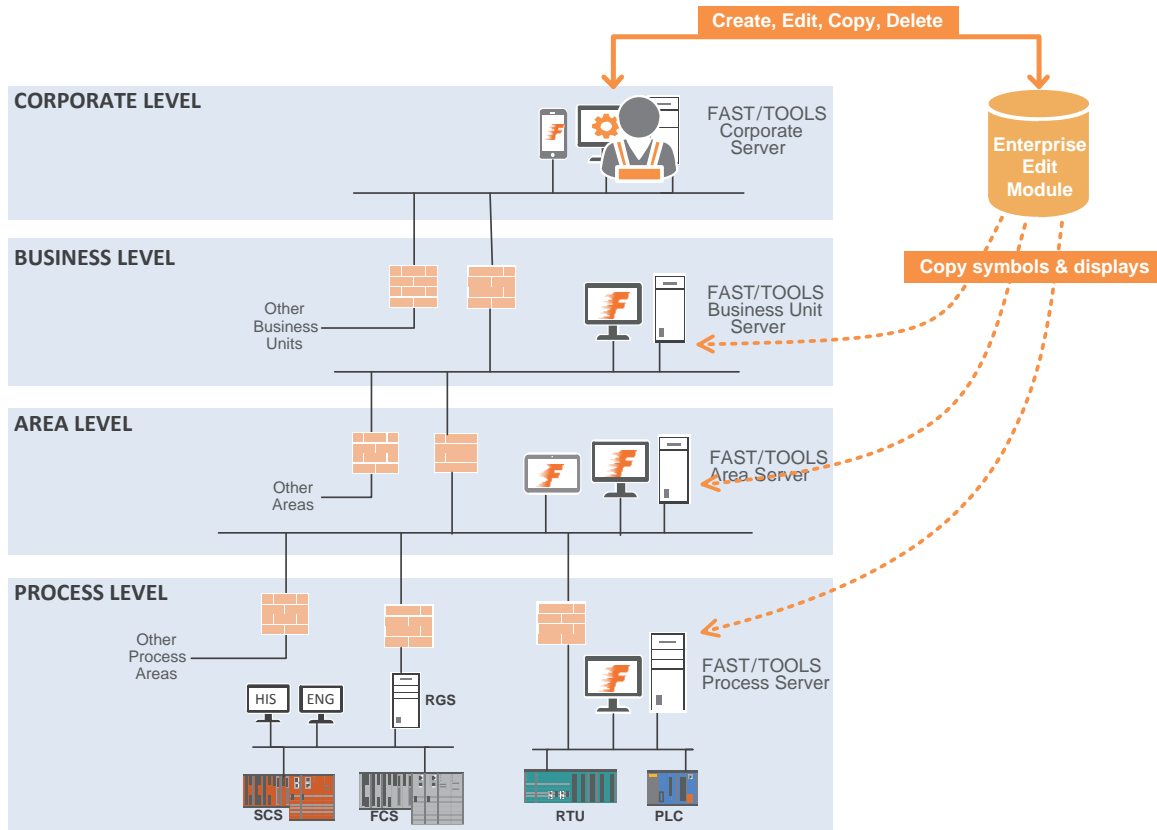 Create, Edit, Copy, Delete
CORPORATE LEVEL
FAST/TOOLS
Corporate
Server
F
Enterprise
Edit
Module
BUSINESS LEVEL
Copy symbols & displays
FAST/TOOLS
Business Unit
Server
F
Other
Business
Units
AREA LEVEL
FAST/TOOLS
Area Server
F
F
Other
Areas
PROCESS LEVEL
Other
Process
Areas
FAST/TOOLS
Process Server
F
HIS
ENG
RGS
SCS
FCS
RTU
PLC